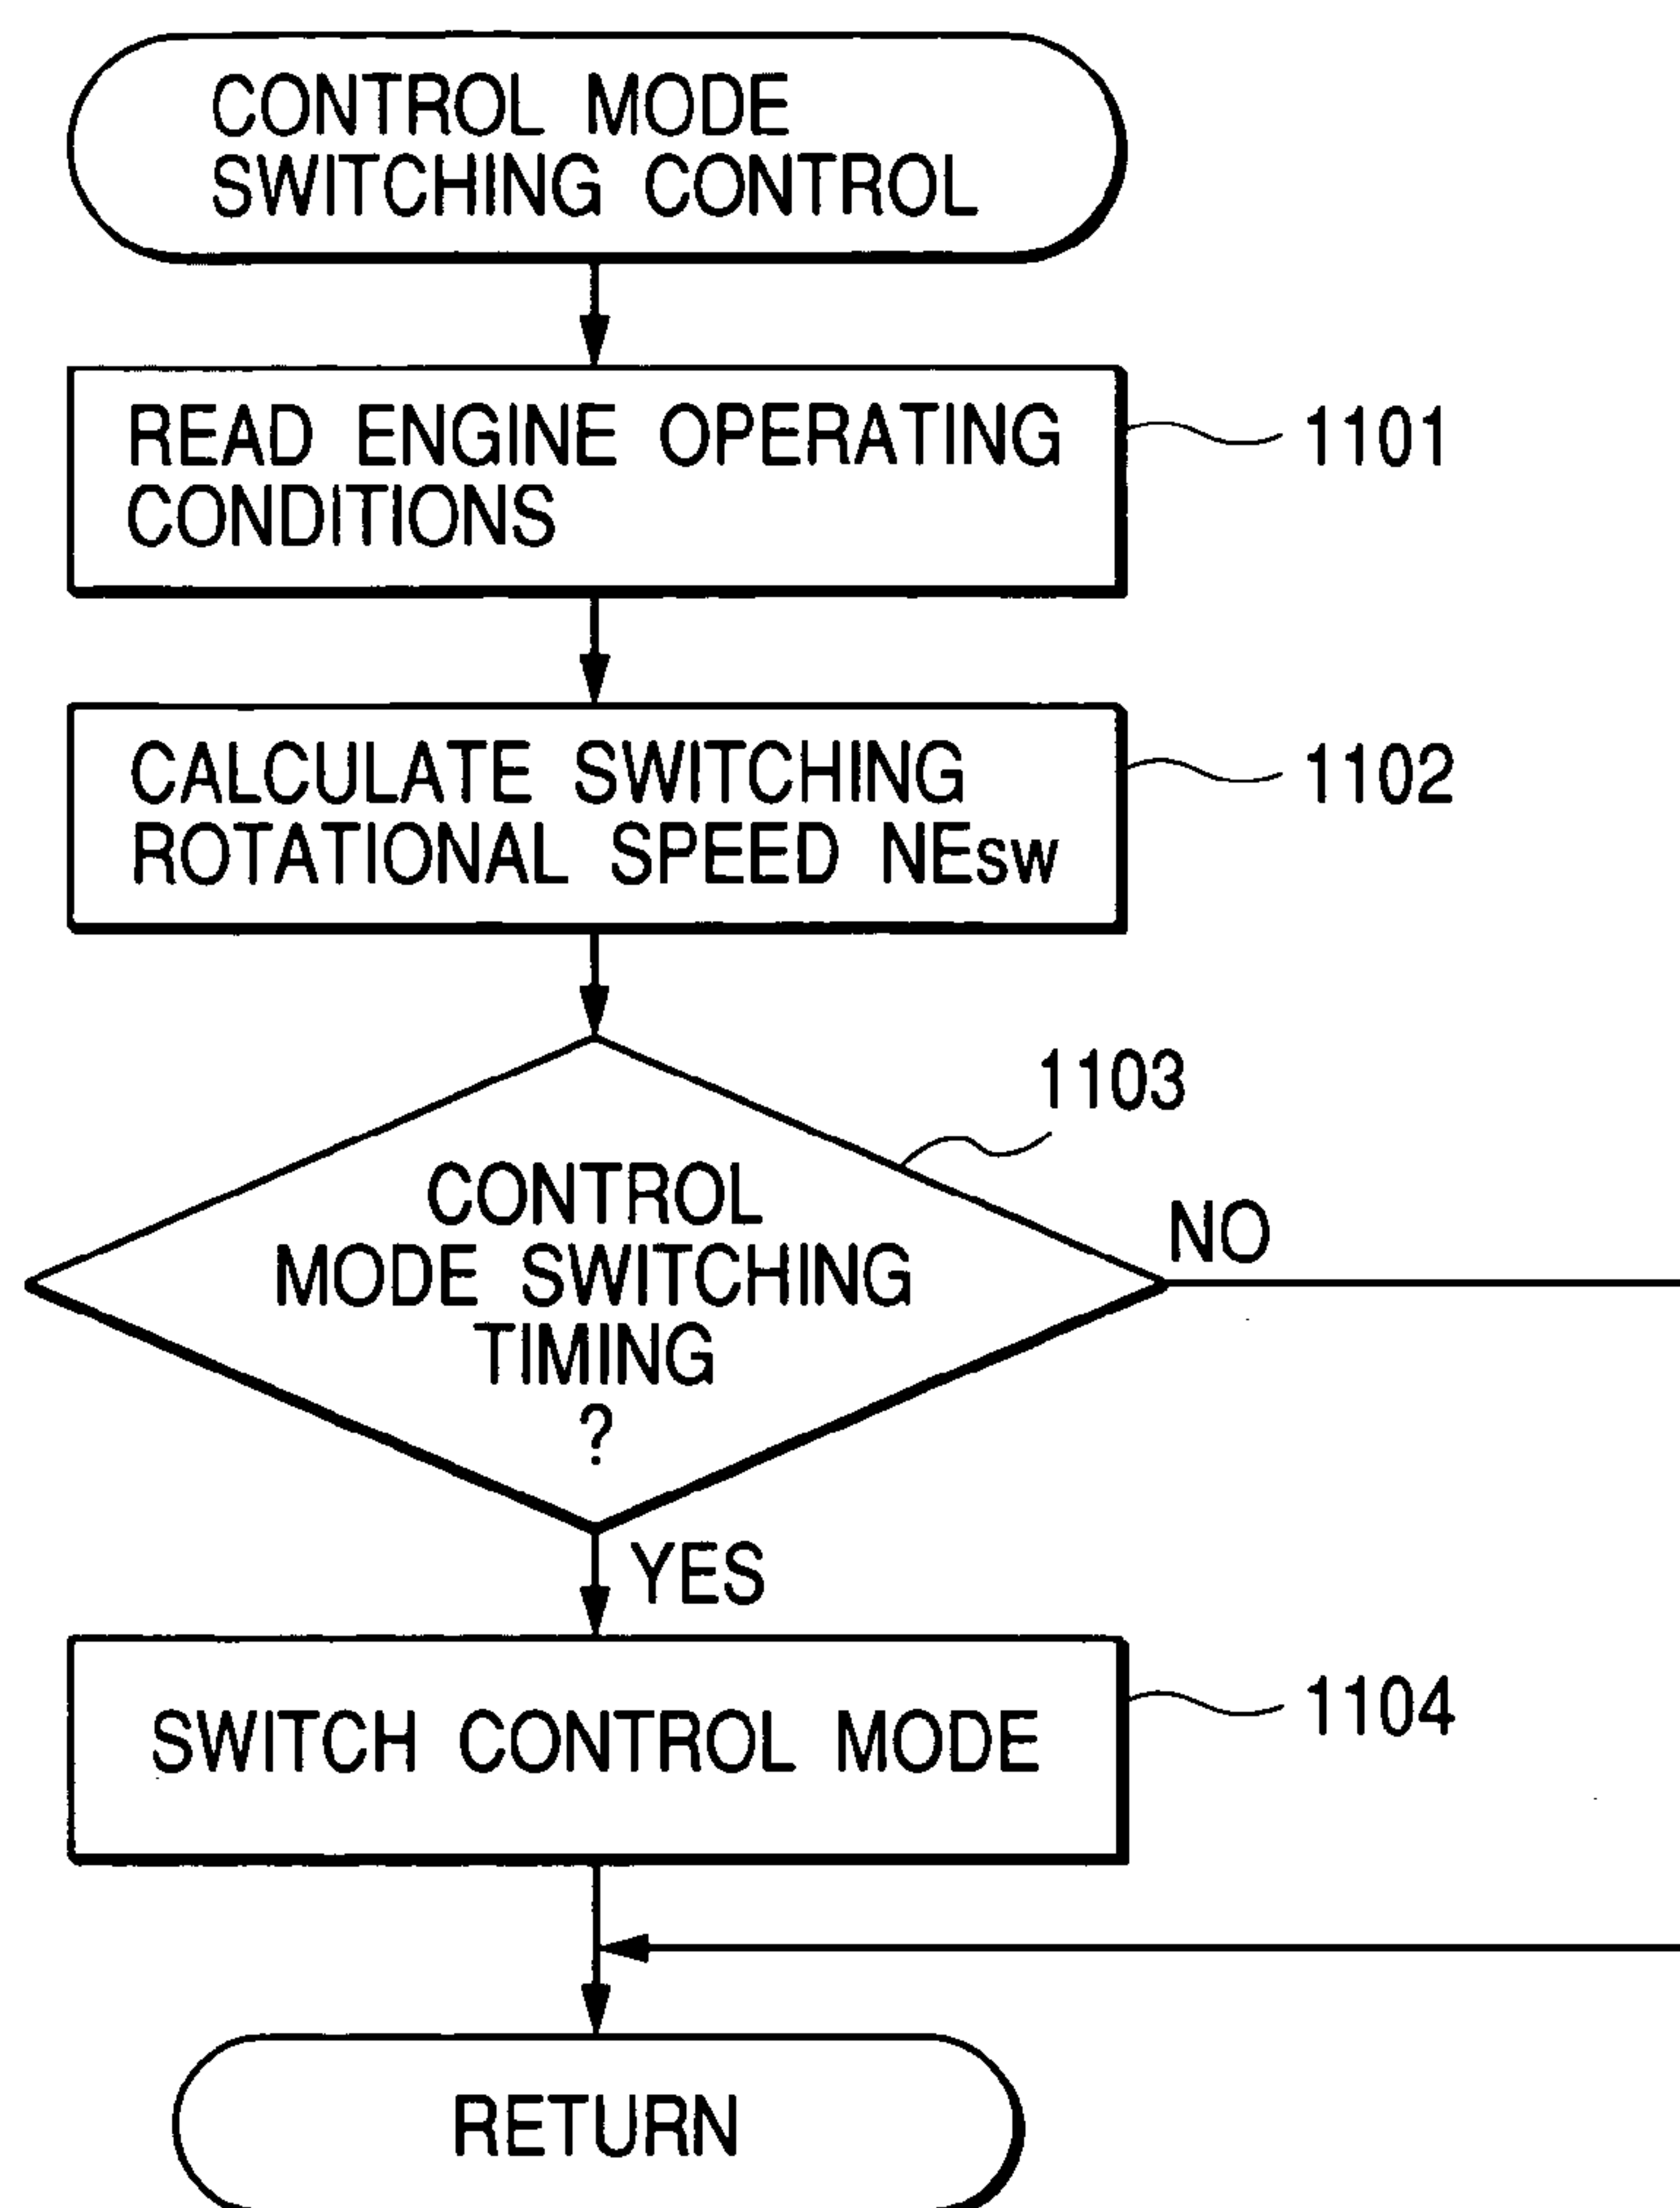 CONTROL MODE
SWITCHING CONTROL
READ ENGINE OPERATING
CONDITIONS
1101
CALCULATE SWITCHING
ROTATIONAL SPEED NESW
1102
1103
CONTROL
MODE SWITCHING
TIMING
?
NO
YES
SWITCH CONTROL MODE
1104
RETURN